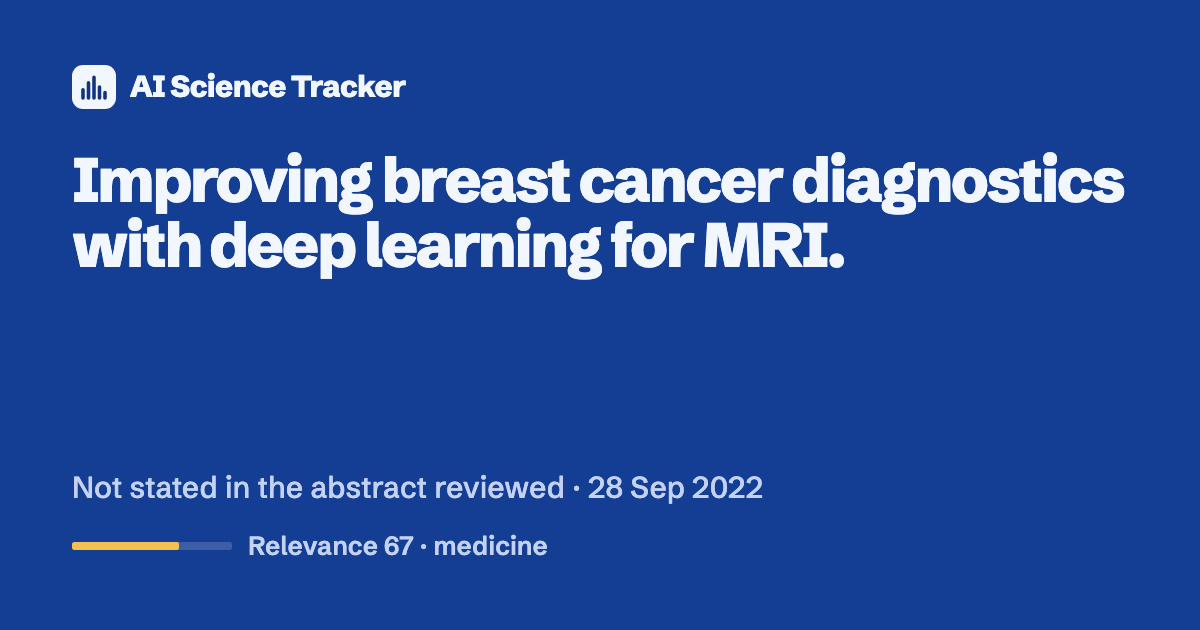 AI Science Tracker
Improving breast cancer diagnostics
with deep learning for MRI.
Not stated in the abstract reviewed · 28 Sep 2022
Relevance 67 · medicine